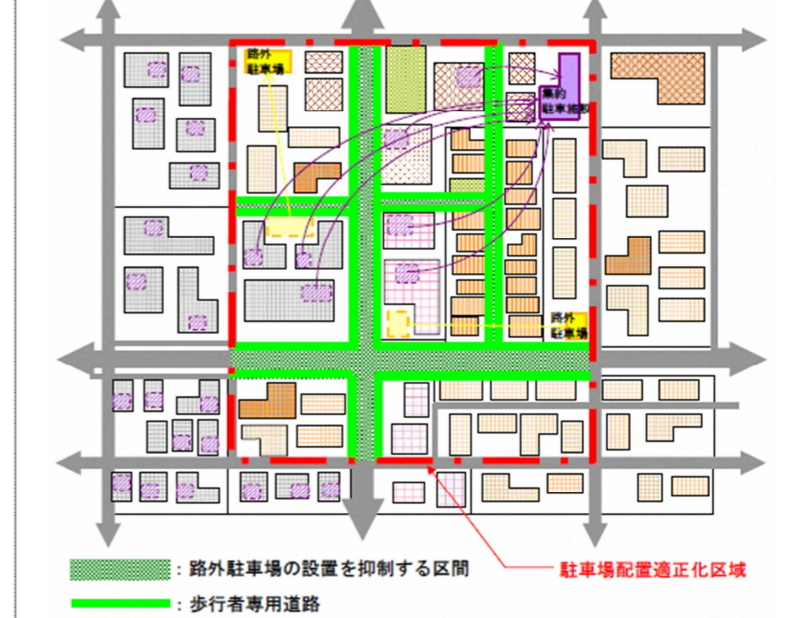 路外
駐車場
集約
駐車施設
路外
駐車場
：路外駐車場の設置を抑制する区間
駐車場配置適正化区域
：歩行者専用道路